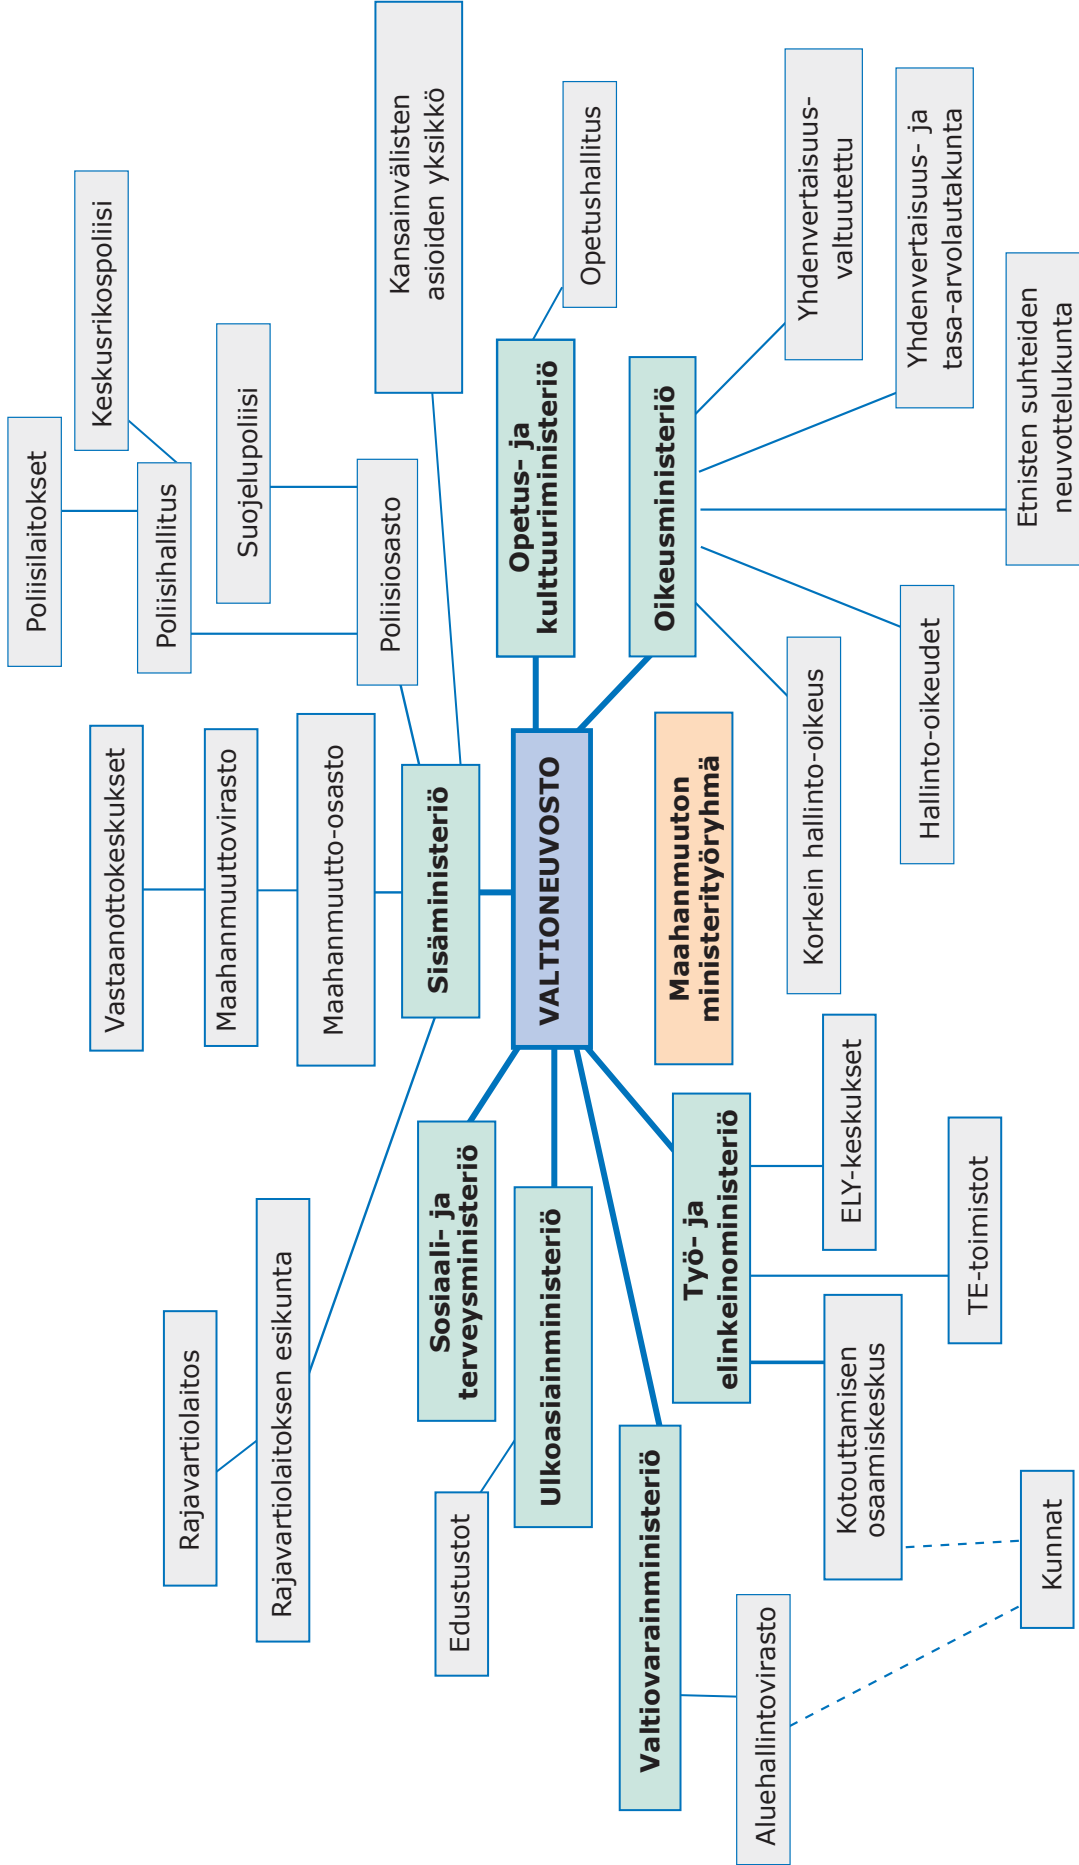 Poliisilaitokset
Keskusrikospoliisi
Vastaanottokeskukset
Poliisihallitus
Rajavartiolaitos
Maahanmuuttovirasto
Suojelupoliisi
Rajavartiolaitoksen esikunta
Maahanmuutto-osasto
Poliisiosasto
Kansainvälisten
asioiden yksikkö
Sisäministeriö
Sosiaali- ja
terveysministeriö
Edustustot
Opetus- ja
kulttuuriministeriö
Opetushallitus
Ulkoasiainministeriö
VALTIONEUVOSTO
Oikeusministeriö
Valtiovarainministeriö
Maahanmuuton
ministerityöryhmä
Työ- ja
elinkeinoministeriö
Aluehallintovirasto
Yhdenvertaisuus-
valtuutettu
Korkein hallinto-oikeus
ELY-keskukset
Kotouttamisen
osaamiskeskus
Yhdenvertaisuus- ja
tasa-arvolautakunta
Hallinto-oikeudet
TE-toimistot
Etnisten suhteiden
neuvottelukunta
Kunnat